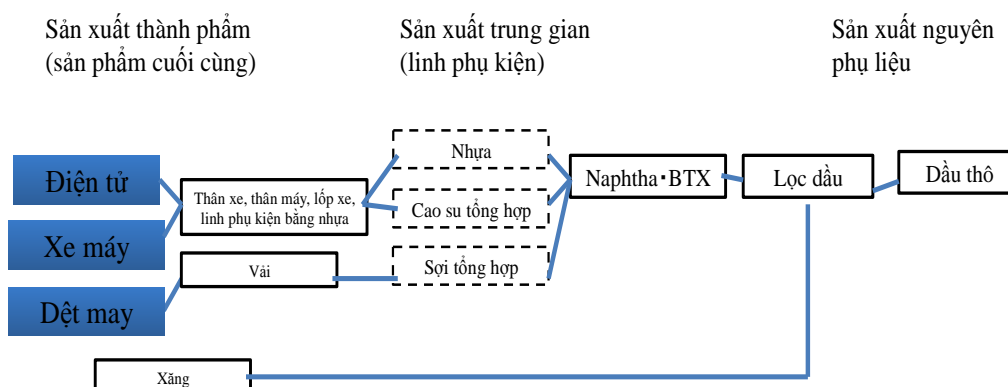 Sản xuất thành phẩm
(sản phẩm cuối cùng)
Sản xuất trung gian
(linh phụ kiện)
Sản xuất nguyên
phụ liệu
Điện tử
Xe máy
Dệt may
Thân xe, thân máy, lốp xe,
linh phụ kiện bằng nhựa
Vải
Nhựa
Cao su tổng hợp
Sợi tổng hợp
Naphtha・BTX
Lọc dầu
Dầu thô
Xăng